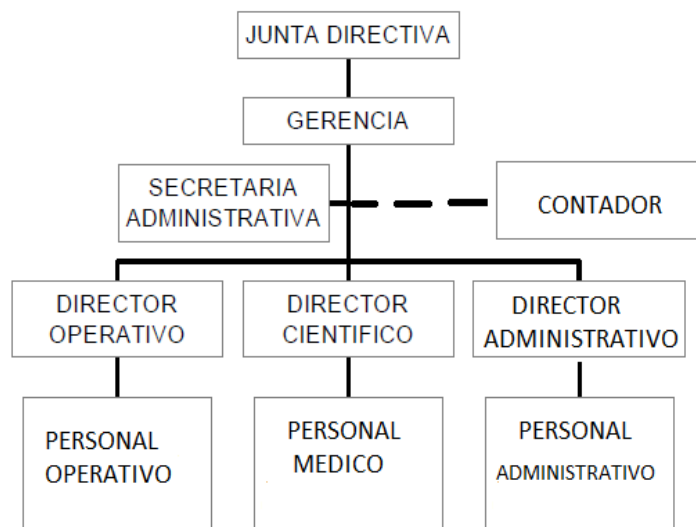 JUNTA DIRECTIVA
GERENCIA
SECRETARIA
ADMINISTRATIVA
CONTADOR
DIRECTOR
OPERATIVO
DIRECTOR
CIENTIFICO
DIRECTOR
ADMINISTRATIVO
PERSONAL
OPERATIVO
PERSONAL
MEDICO
PERSONAL
ADMINISTRATIVO